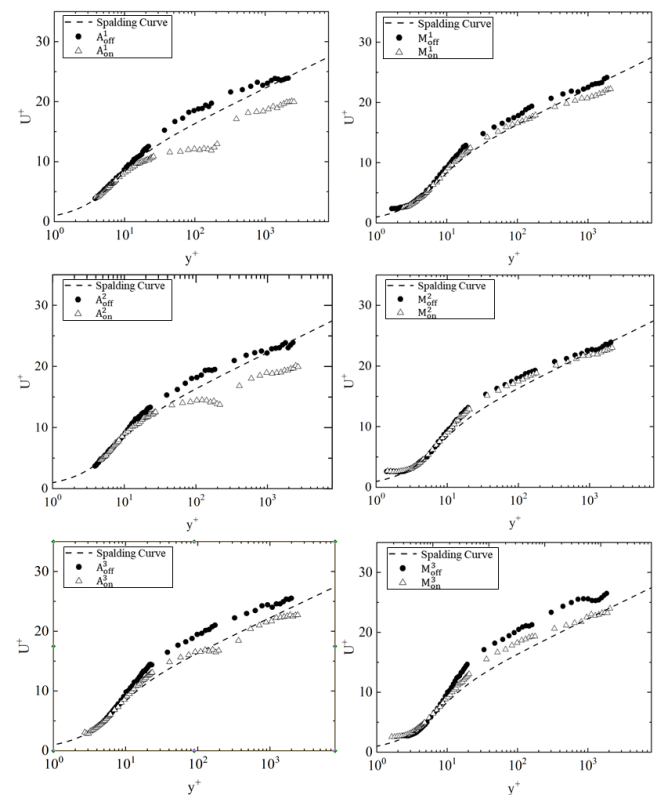 Spalding Curve
A¹off
A¹on
30
20
10
0
U⁺
10⁰ 10¹ 10² 10³
y⁺
Spalding Curve
M¹off
M¹on
30
20
10
0
U⁺
10⁰ 10¹ 10² 10³
y⁺
Spalding Curve
A²off
A²on
30
20
10
0
U⁺
10⁰ 10¹ 10² 10³
y⁺
Spalding Curve
M²off
M²on
30
20
10
0
U⁺
10⁰ 10¹ 10² 10³
y⁺
Spalding Curve
A³off
A³on
30
20
10
0
U⁺
10⁰ 10¹ 10² 10³
y⁺
Spalding Curve
M³off
M³on
30
20
10
0
U⁺
10⁰ 10¹ 10² 10³
y⁺